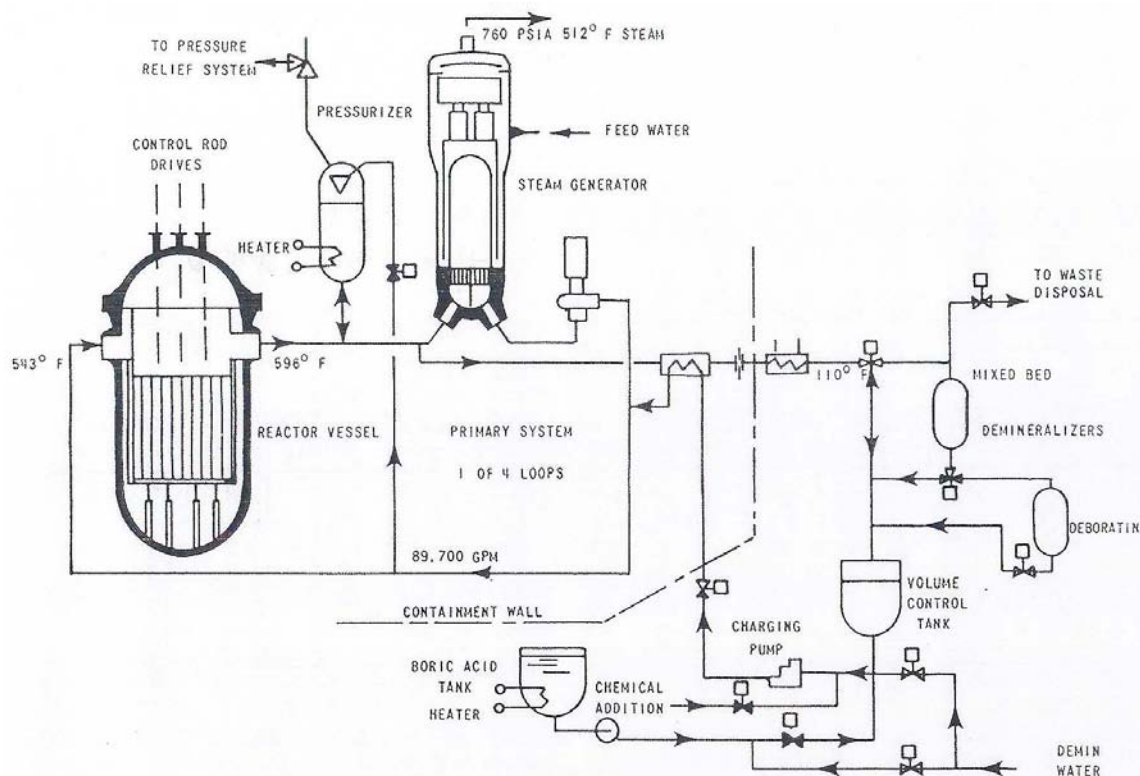 760 PSIA 512° F STEAM
TO PRESSURE
RELIEF SYSTEM
PRESSURIZER
FEED WATER
CONTROL ROD
DRIVES
STEAM GENERATOR
HEATER
TO WASTE
DISPOSAL
543° F
596° F
110° F
MIXED BED
DEMINERALIZERS
REACTOR VESSEL
PRIMARY SYSTEM
1 OF 4 LOOPS
DEBORATIN
89,700 GPM
VOLUME
CONTROL
TANK
CONTAINMENT WALL
CHARGING
PUMP
BORIC ACID
TANK
HEATER
CHEMICAL
ADDITION
DEMIN
WATER